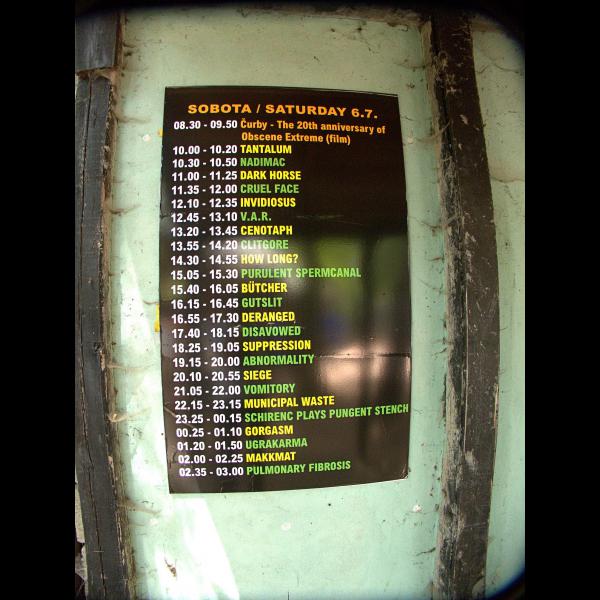 SOBOTA / SATURDAY 6.7.
08.30 - 09.50 Čurby - The 20th anniversary of
Obscene Extreme (film)
10.00 - 10.20 TANTALUM
10.30 - 10.50 NADIMAC
11.00 - 11.25 DARK HORSE
11.35 - 12.00 CRUEL FACE
12.10 - 12.35 INVIDIOSUS
12.45 - 13.10 V.A.R.
13.20 - 13.45 CENOTAPH
13.55 - 14.20 CLITGORE
14.30 - 14.55 HOW LONG?
15.05 - 15.30 PURULENT SPERMCANAL
15.40 - 16.05 BÜTCHER
16.15 - 16.45 GUTSLIT
16.55 - 17.30 DERANGED
17.40 - 18.15 DISAVOWED
18.25 - 19.05 SUPPRESSION
19.15 - 20.00 ABNORMALITY
20.10 - 20.55 SIEGE
21.05 - 22.00 VOMITORY
22.15 - 23.15 MUNICIPAL WASTE
23.25 - 00.15 SCHIRENC PLAYS PUNGENT STENCH
00.25 - 01.10 GORGASM
01.20 - 01.50 UGRAKARMA
02.00 - 02.25 MAKKMAT
02.35 - 03.00 PULMONARY FIBROSIS